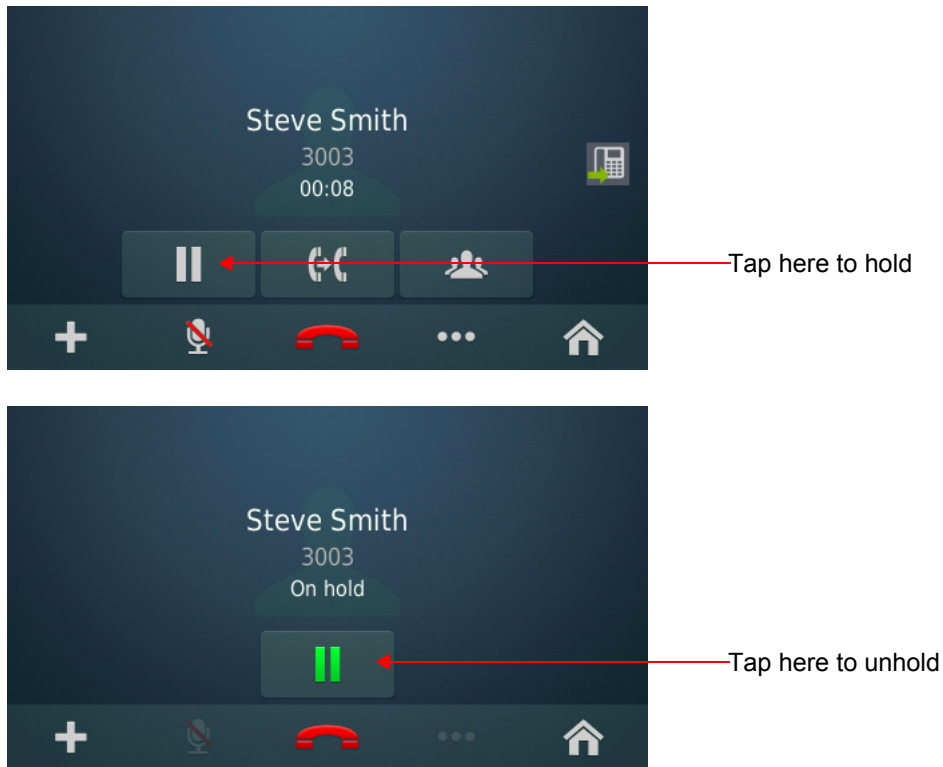 Steve Smith
3003
00:08
Tap here to hold
Steve Smith
3003
On hold
Tap here to unhold